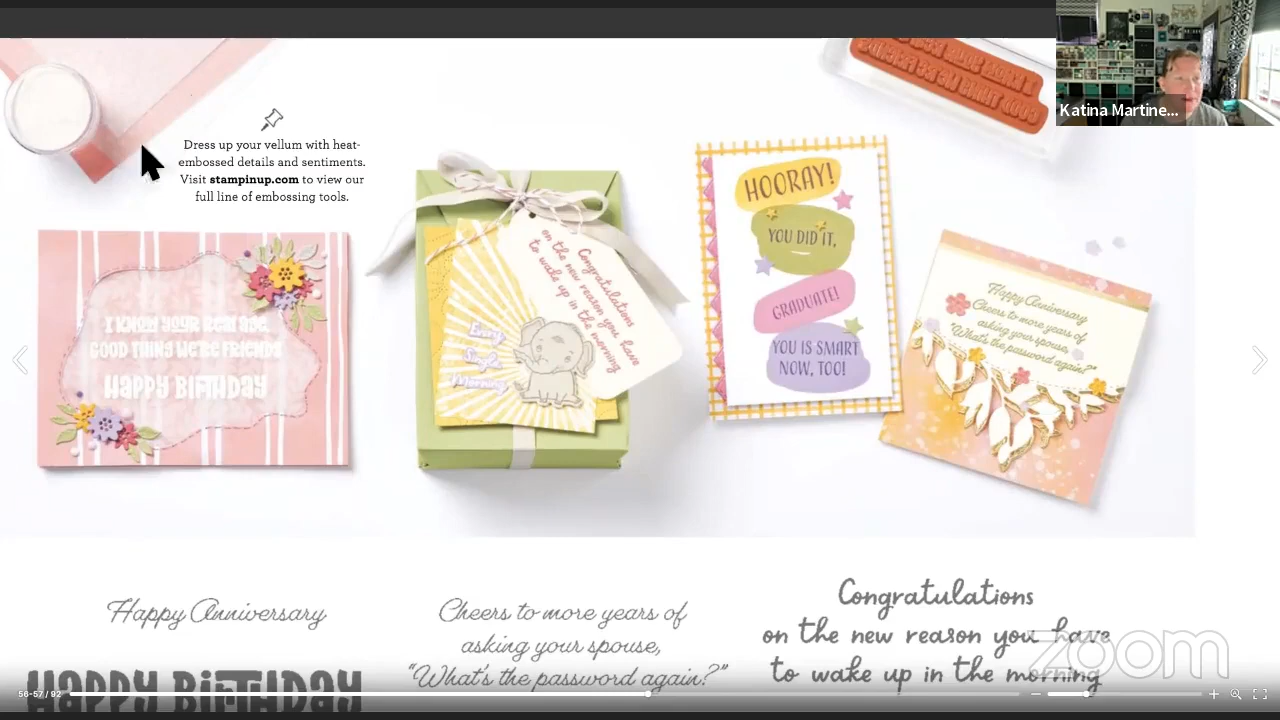 Katina Martine...
Dress up your vellum with heat-
embossed details and sentiments.
Visit stampinup.com to view our
full line of embossing tools.
I KNOW YOUR REAL AGE.
GOOD THING WE'RE FRIENDS.
HAPPY BIRTHDAY
Congratulations
on the new reason you have
to wake up in the morning
Early
Morning
HOORAY!
YOU DID IT,
GRADUATE!
YOU IS SMART
NOW, TOO!
Happy Anniversary
Cheers to more years of
asking your spouse,
"What's the password again?"
Happy Anniversary
HAPPY BIRTHDAY
Cheers to more years of
asking your spouse,
"What's the password again?"
Congratulations
on the new reason you have
to wake up in the morning
zoom
56-57 / 92